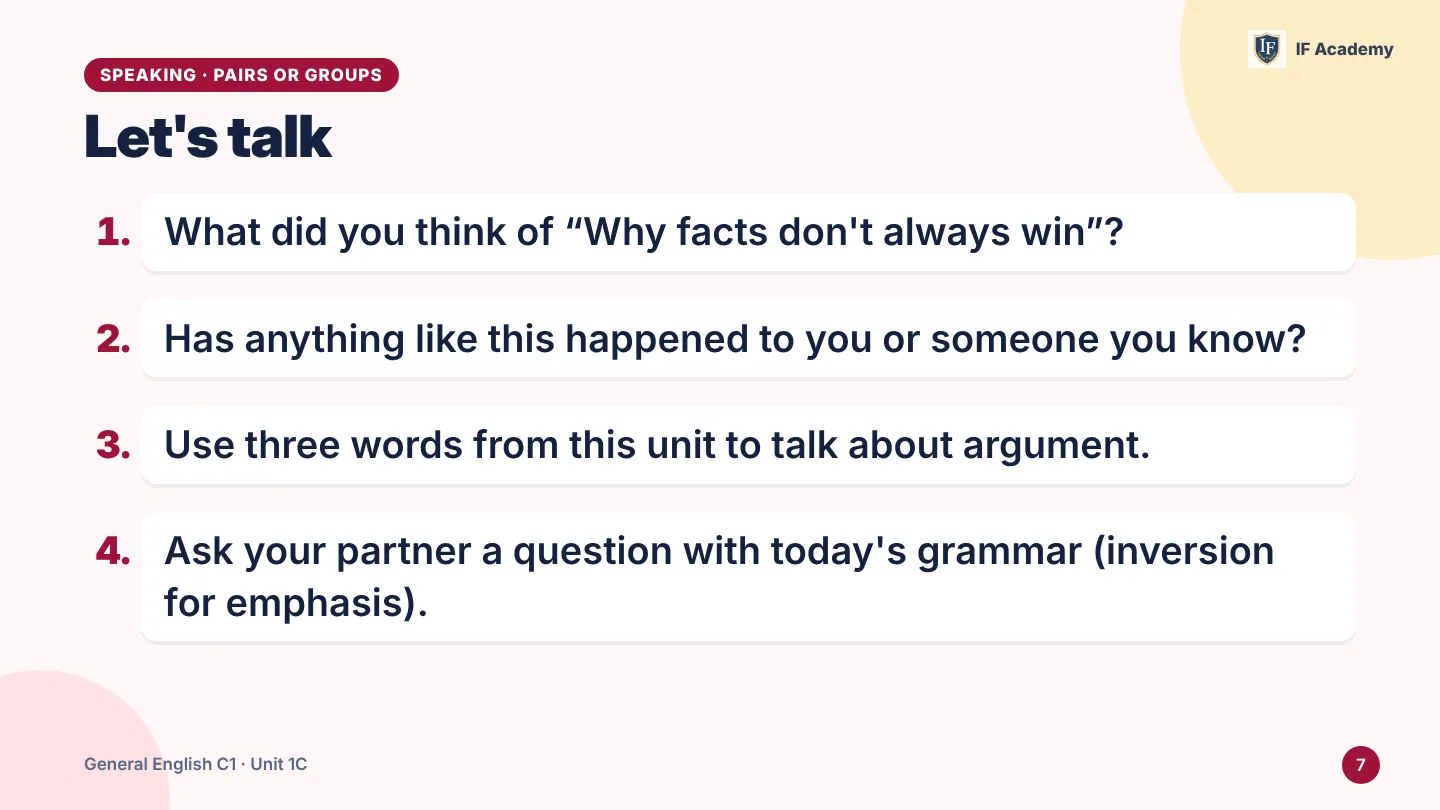 IF
IF Academy
SPEAKING · PAIRS OR GROUPS
Let's talk
1. What did you think of “Why facts don't always win”?
2. Has anything like this happened to you or someone you know?
3. Use three words from this unit to talk about argument.
4. Ask your partner a question with today's grammar (inversion
for emphasis).
General English C1 · Unit 1C
7